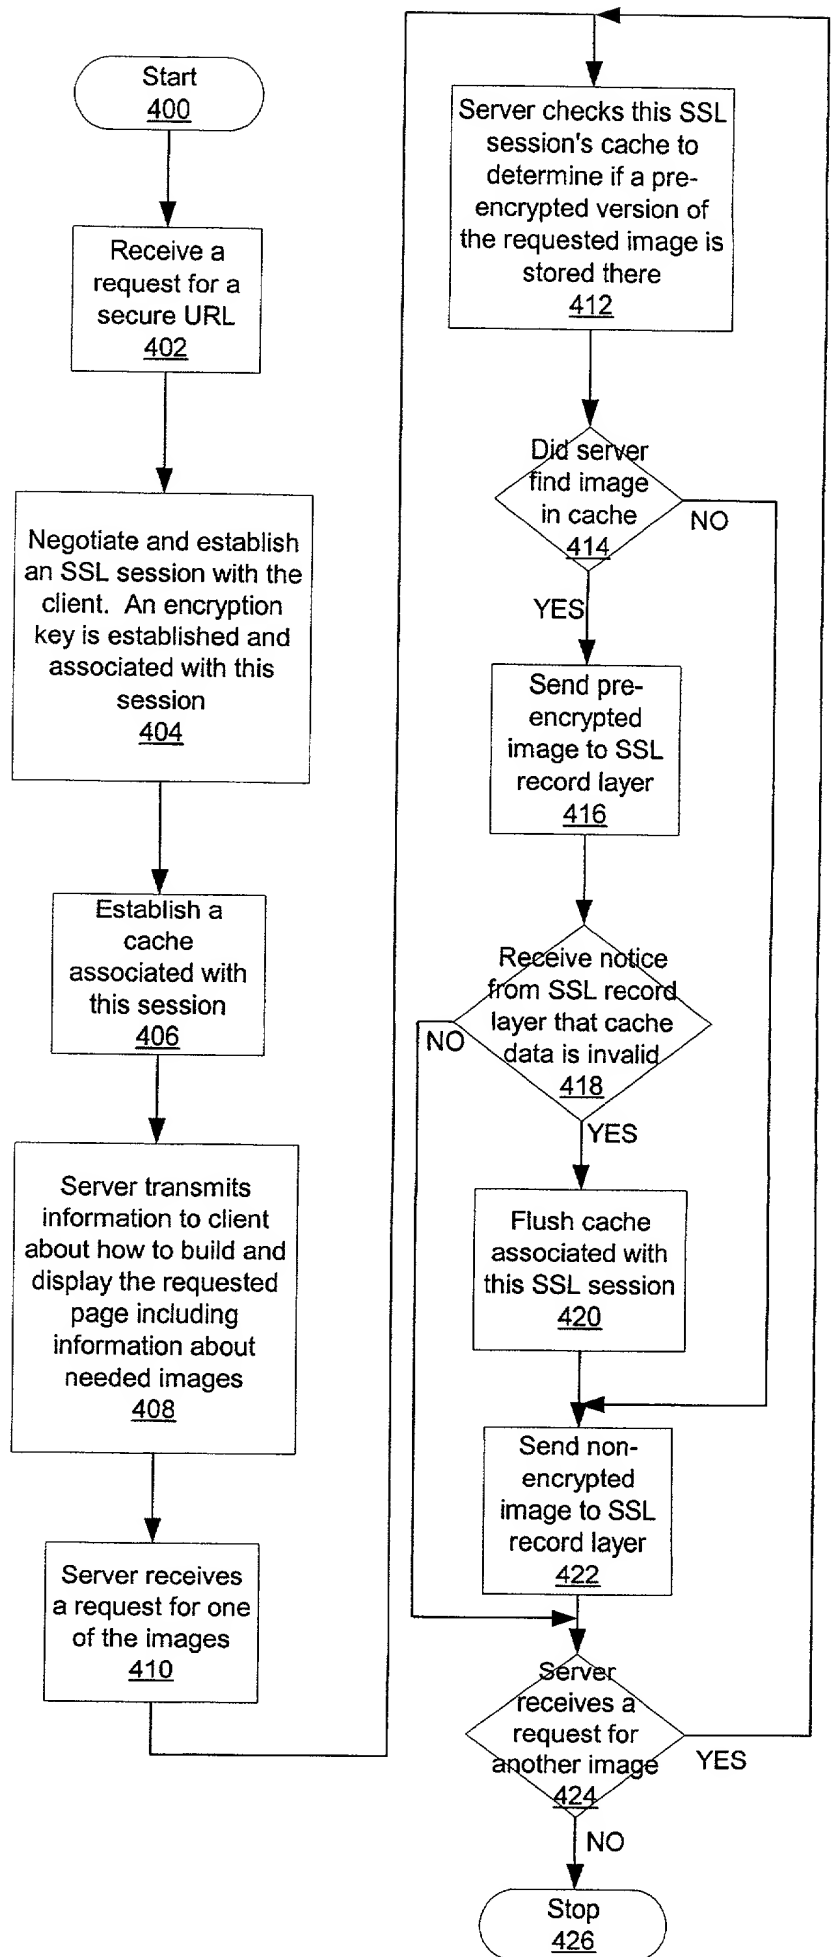 Start
400
Receive a
request for a
secure URL
402
Negotiate and establish
an SSL session with the
client. An encryption
key is established and
associated with this
session
404
Establish a
cache
associated with
this session
406
Server transmits
information to client
about how to build and
display the requested
page including
information about
needed images
408
Server receives
a request for one
of the images
410
Server checks this SSL
session's cache to
determine if a pre-
encrypted version of
the requested image is
stored there
412
Did server
find image
in cache
414
NO
YES
Send pre-
encrypted
image to SSL
record layer
416
Receive notice
from SSL record
layer that cache
data is invalid
418
NO
YES
Flush cache
associated with
this SSL session
420
Send non-
encrypted
image to SSL
record layer
422
Server
receives a
request for
another image
424
YES
NO
Stop
426